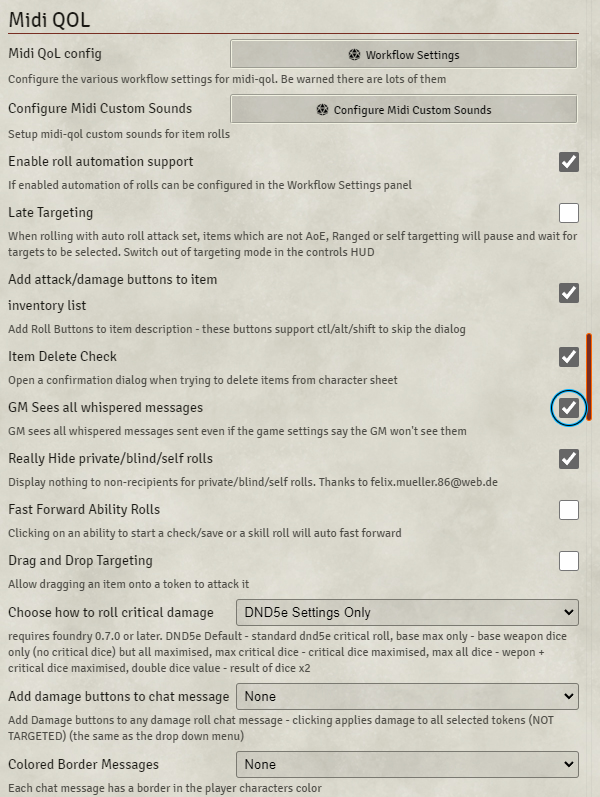 Midi QOL
Midi QoL config
Workflow Settings
Configure the various workflow settings for midi-qol. Be warned there are lots of them
Configure Midi Custom Sounds
Configure Midi Custom Sounds
Setup midi-qol custom sounds for item rolls
Enable roll automation support
If enabled automation of rolls can be configured in the Workflow Settings panel
Late Targeting
When rolling with auto roll attack set, items which are not AoE, Ranged or self targetting will pause and wait for
targets to be selected. Switch out of targeting mode in the controls HUD
Add attack/damage buttons to item
inventory list
Add Roll Buttons to item description - these buttons support ctl/alt/shift to skip the dialog
Item Delete Check
Open a confirmation dialog when trying to delete items from character sheet
GM Sees all whispered messages
GM sees all whispered messages sent even if the game settings say the GM won't see them
Really Hide private/blind/self rolls
Display nothing to non-recipients for private/blind/self rolls. Thanks to felix.mueller.86@web.de
Fast Forward Ability Rolls
Clicking on an ability to start a check/save or a skill roll will auto fast forward
Drag and Drop Targeting
Allow dragging an item onto a token to attack it
Choose how to roll critical damage
DND5e Settings Only
requires foundry 0.7.0 or later. DND5e Default - standard dnd5e critical roll, base max only - base weapon dice
only (no critical dice) but all maximised, max critical dice - critical dice maximised, max all dice - wepon +
critical dice maximised, double dice value - result of dice x2
Add damage buttons to chat message
None
Add Damage buttons to any damage roll chat message - clicking applies damage to all selected tokens (NOT
TARGETED) (the same as the drop down menu)
Colored Border Messages
None
Each chat message has a border in the player characters color